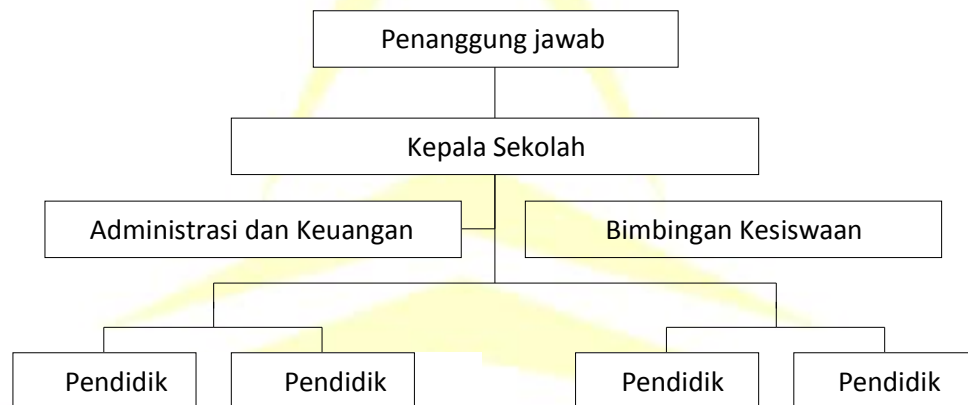 Penanggung jawab
Kepala Sekolah
Administrasi dan Keuangan
Bimbingan Kesiswaan
Pendidik
Pendidik
Pendidik
Pendidik